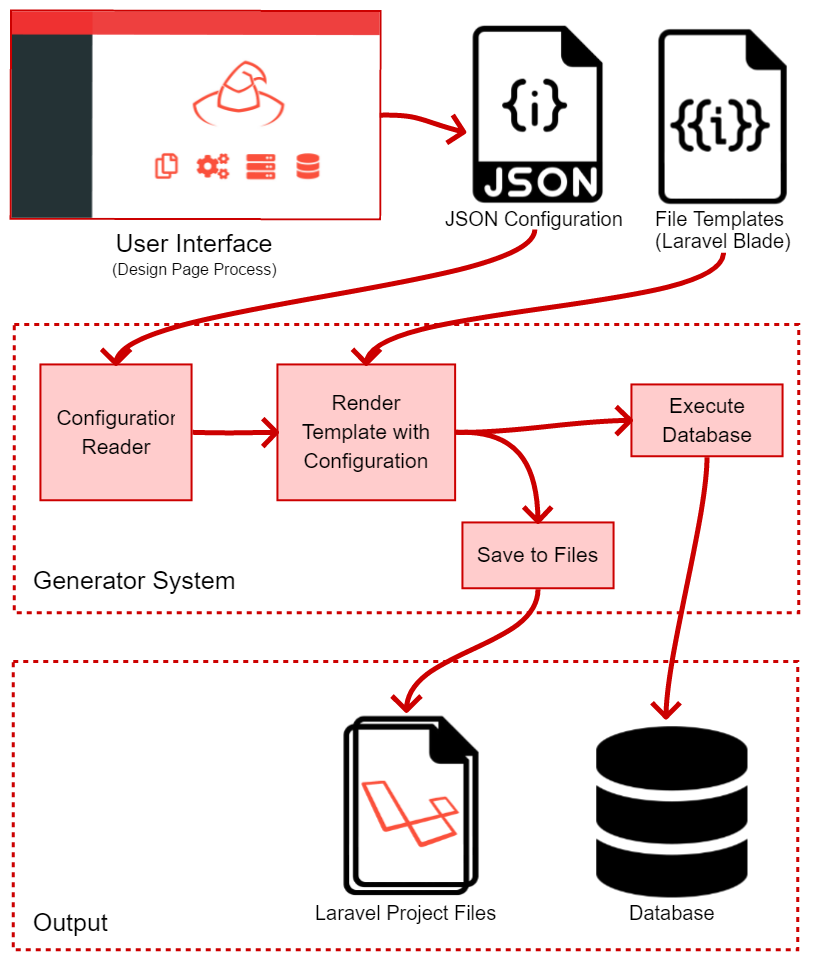 {i}
JSON
{{i}}
JSON Configuration
File Templates
(Laravel Blade)
User Interface
(Design Page Process)
Configuration
Reader
Render
Template with
Configuration
Execute
Database
Save to Files
Generator System
Laravel Project Files
Database
Output